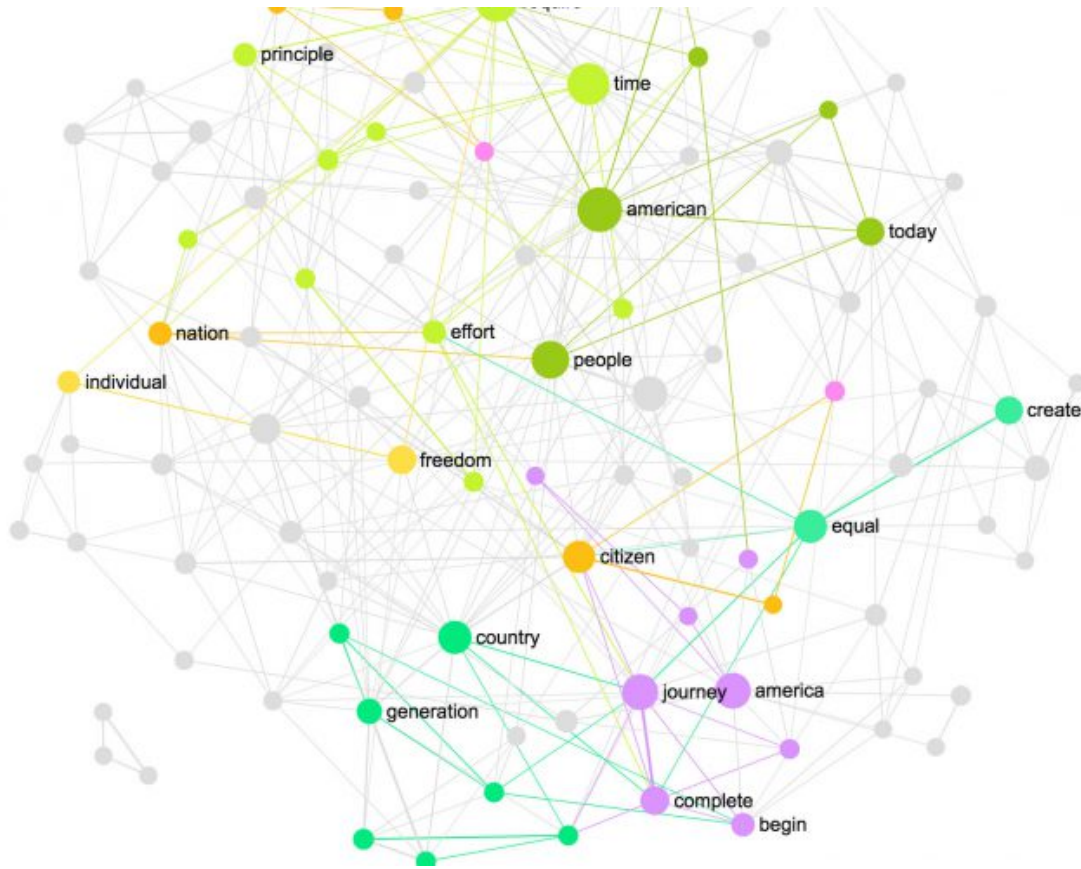 principle
time
american
today
nation
effort
people
individual
create
freedom
equal
citizen
country
journey
america
generation
complete
begin